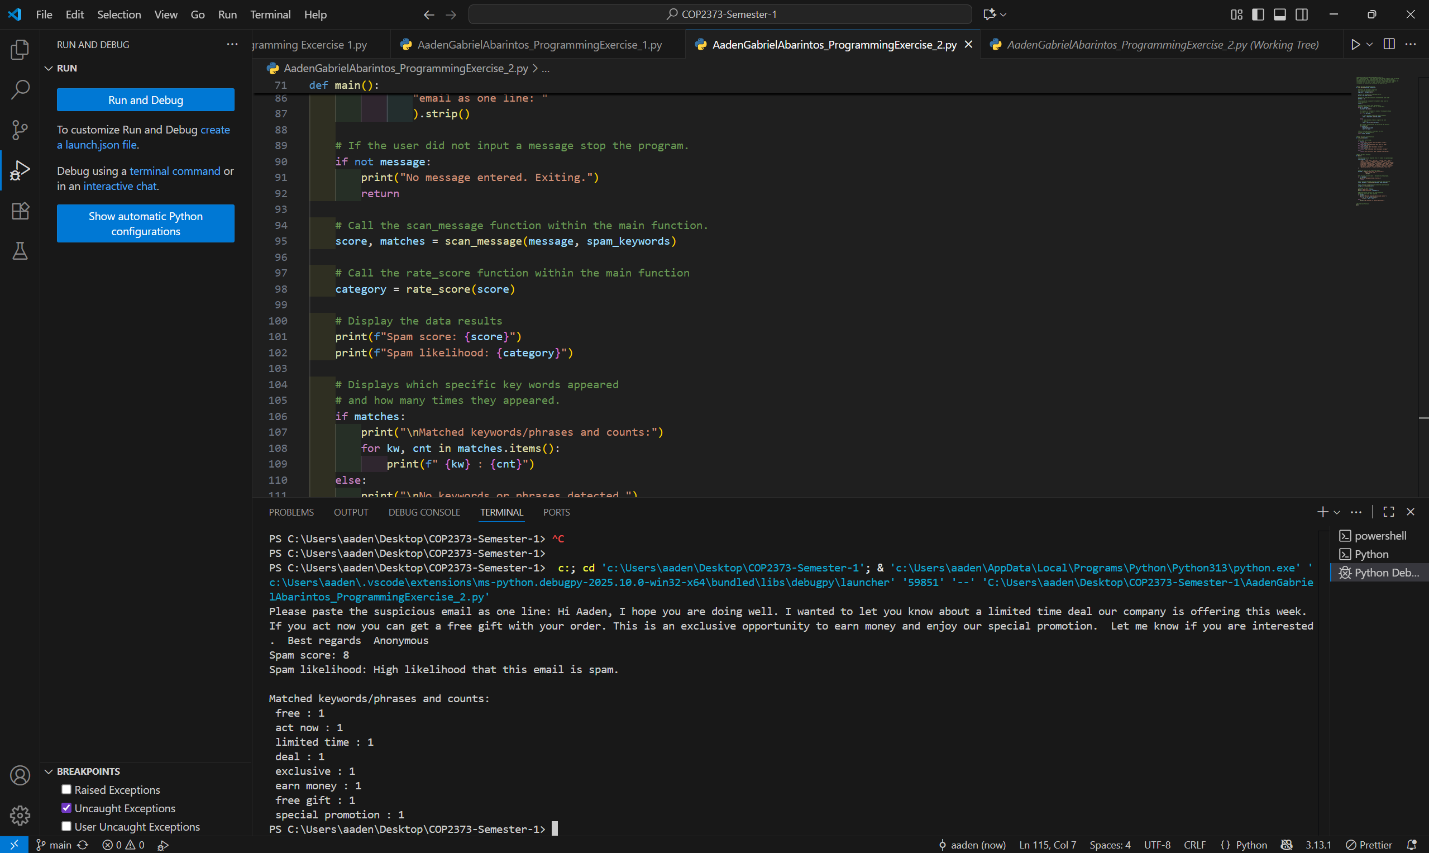 File Edit Selection View Go Run Terminal Help
COP2373-Semester-1
RUN AND DEBUG
gramming Excercise 1.py
AadenGabrielAbarintos_ProgrammingExercise_1.py
AadenGabrielAbarintos_ProgrammingExercise_2.py
AadenGabrielAbarintos_ProgrammingExercise_2.py (Working Tree)
RUN
Run and Debug
To customize Run and Debug create
a launch.json file.
Debug using a terminal command or
in an interactive chat.
Show automatic Python
configurations
AadenGabrielAbarintos_ProgrammingExercise_2.py > ...
71 def main():
86 "email as one line: "
87 ).strip()
88
89 # If the user did not input a message stop the program.
90 if not message:
91 print("No message entered. Exiting.")
92 return
93
94 # Call the scan_message function within the main function.
95 score, matches = scan_message(message, spam_keywords)
96
97 # Call the rate_score function within the main function
98 category = rate_score(score)
99
100 # Display the data results
101 print(f"Spam score: {score}")
102 print(f"Spam likelihood: {category}")
103
104 # Displays which specific key words appeared
105 # and how many times they appeared.
106 if matches:
107 print("\nMatched keywords/phrases and counts:")
108 for kw, cnt in matches.items():
109 print(f" {kw} : {cnt}")
110 else:
111 print("\nNo keywords or phrases detected.")
PROBLEMS OUTPUT DEBUG CONSOLE TERMINAL PORTS
PS C:\Users\aaden\Desktop\COP2373-Semester-1> ^C
PS C:\Users\aaden\Desktop\COP2373-Semester-1>
PS C:\Users\aaden\Desktop\COP2373-Semester-1>  c:; cd 'c:\Users\aaden\Desktop\COP2373-Semester-1'; & 'c:\Users\aaden\AppData\Local\Programs\Python\Python313\python.exe' '
c:\Users\aaden\.vscode\extensions\ms-python.debugpy-2025.10.0-win32-x64\bundled\libs\debugpy\launcher' '59851' '--' 'C:\Users\aaden\Desktop\COP2373-Semester-1\AadenGabrie
lAbarintos_ProgrammingExercise_2.py'
Please paste the suspicious email as one line: Hi Aaden, I hope you are doing well. I wanted to let you know about a limited time deal our company is offering this week.
If you act now you can get a free gift with your order. This is an exclusive opportunity to earn money and enjoy our special promotion.  Let me know if you are interested
.  Best regards  Anonymous
Spam score: 8
Spam likelihood: High likelihood that this email is spam.
Matched keywords/phrases and counts:
free : 1
act now : 1
limited time : 1
deal : 1
exclusive : 1
earn money : 1
free gift : 1
special promotion : 1
PS C:\Users\aaden\Desktop\COP2373-Semester-1>
powershell
Python
Python Deb...
BREAKPOINTS
Raised Exceptions
Uncaught Exceptions
User Uncaught Exceptions
main 0 0 aaden (now) Ln 115, Col 7 Spaces: 4 UTF-8 CRLF {} Python 3.13.1 Prettier